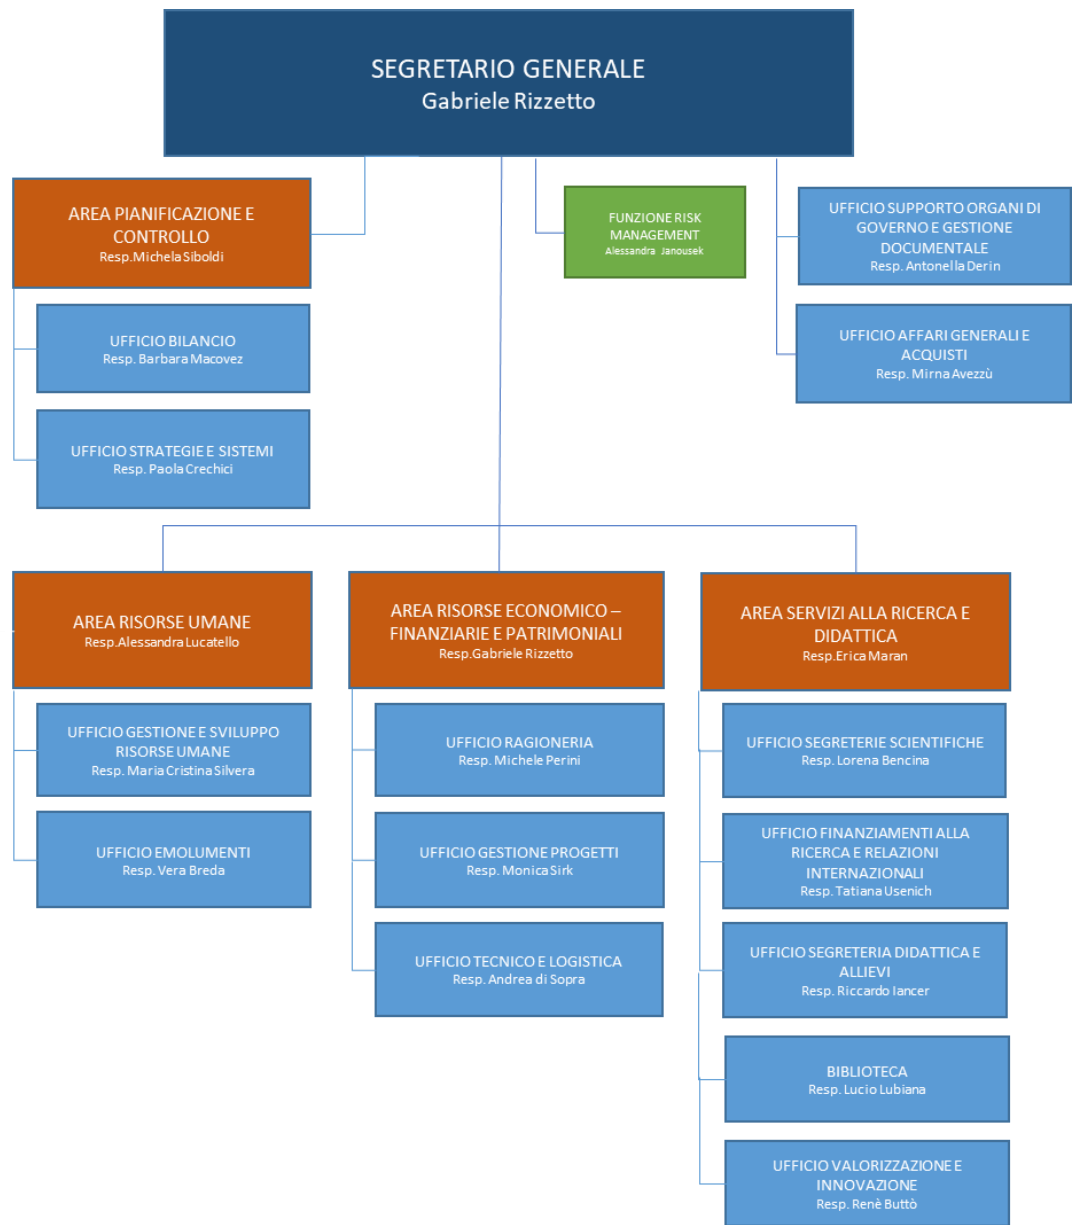 SEGRETARIO GENERALE
Gabriele Rizzetto
AREA PIANIFICAZIONE E
CONTROLLO
Resp.Michela Siboldi
FUNZIONE RISK
MANAGEMENT
Alessandra Janousek
UFFICIO SUPPORTO ORGANI DI
GOVERNO E GESTIONE
DOCUMENTALE
Resp. Antonella Derin
UFFICIO BILANCIO
Resp. Barbara Macovez
UFFICIO AFFARI GENERALI E
ACQUISTI
Resp. Mirna Avezzù
UFFICIO STRATEGIE E SISTEMI
Resp. Paola Crechici
AREA RISORSE UMANE
Resp.Alessandra Lucatello
AREA RISORSE ECONOMICO –
FINANZIARIE E PATRIMONIALI
Resp.Gabriele Rizzetto
AREA SERVIZI ALLA RICERCA E
DIDATTICA
Resp.Erica Maran
UFFICIO GESTIONE E SVILUPPO
RISORSE UMANE
Resp. Maria Cristina Silvera
UFFICIO EMOLUMENTI
Resp. Vera Breda
UFFICIO RAGIONERIA
Resp. Michele Perini
UFFICIO GESTIONE PROGETTI
Resp. Monica Sirk
UFFICIO TECNICO E LOGISTICA
Resp. Andrea di Sopra
UFFICIO SEGRETERIE SCIENTIFICHE
Resp. Lorena Bencina
UFFICIO FINANZIAMENTI ALLA
RICERCA E RELAZIONI
INTERNAZIONALI
Resp. Tatiana Usenich
UFFICIO SEGRETERIA DIDATTICA E
ALLIEVI
Resp. Riccardo Iancer
BIBLIOTECA
Resp. Lucio Lubiana
UFFICIO VALORIZZAZIONE E
INNOVAZIONE
Resp. Renè Buttò